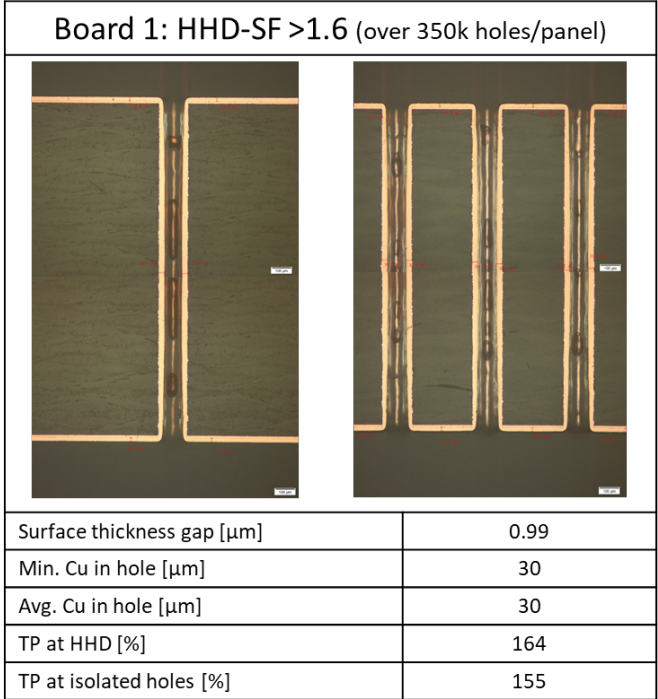 Board 1: HHD-SF >1.6 (over 350k holes/panel)
Surface thickness gap [µm] 0.99
Min. Cu in hole [µm] 30
Avg. Cu in hole [µm] 30
TP at HHD [%] 164
TP at isolated holes [%] 155